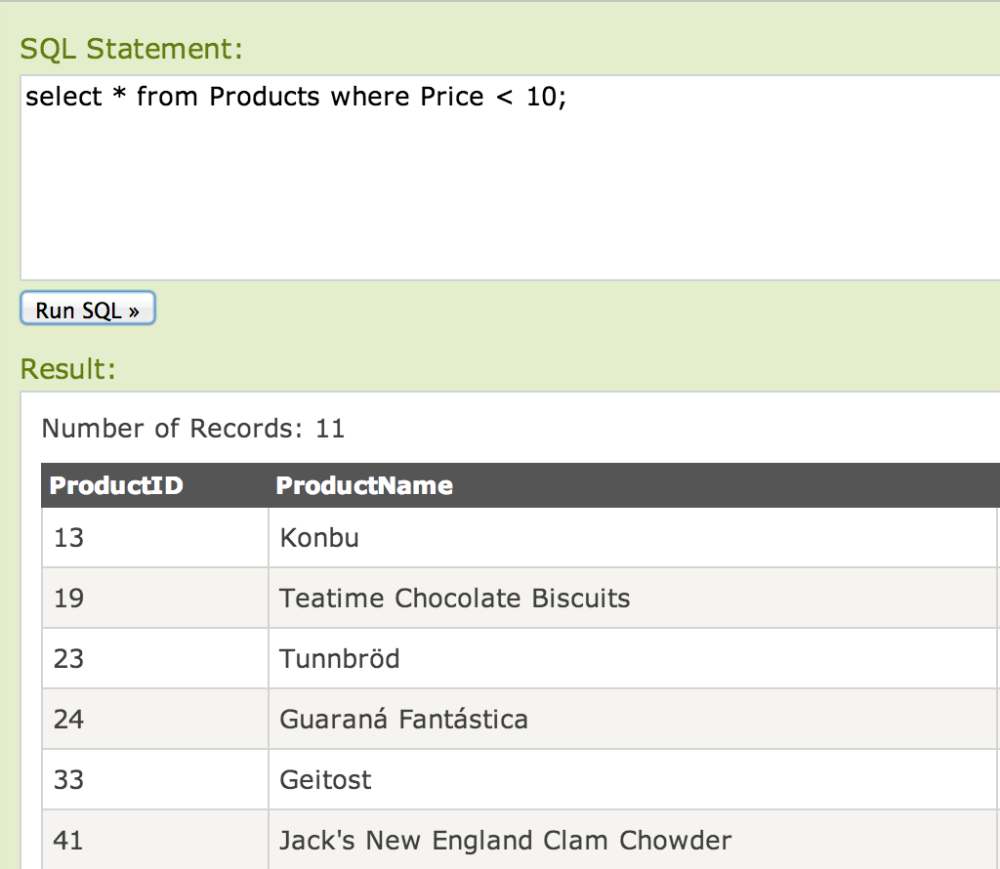 SQL Statement:
select * from Products where Price < 10;
Run SQL »
Result:
Number of Records: 11
ProductID ProductName
13 Konbu
19 Teatime Chocolate Biscuits
23 Tunnbröd
24 Guaraná Fantástica
33 Geitost
41 Jack's New England Clam Chowder